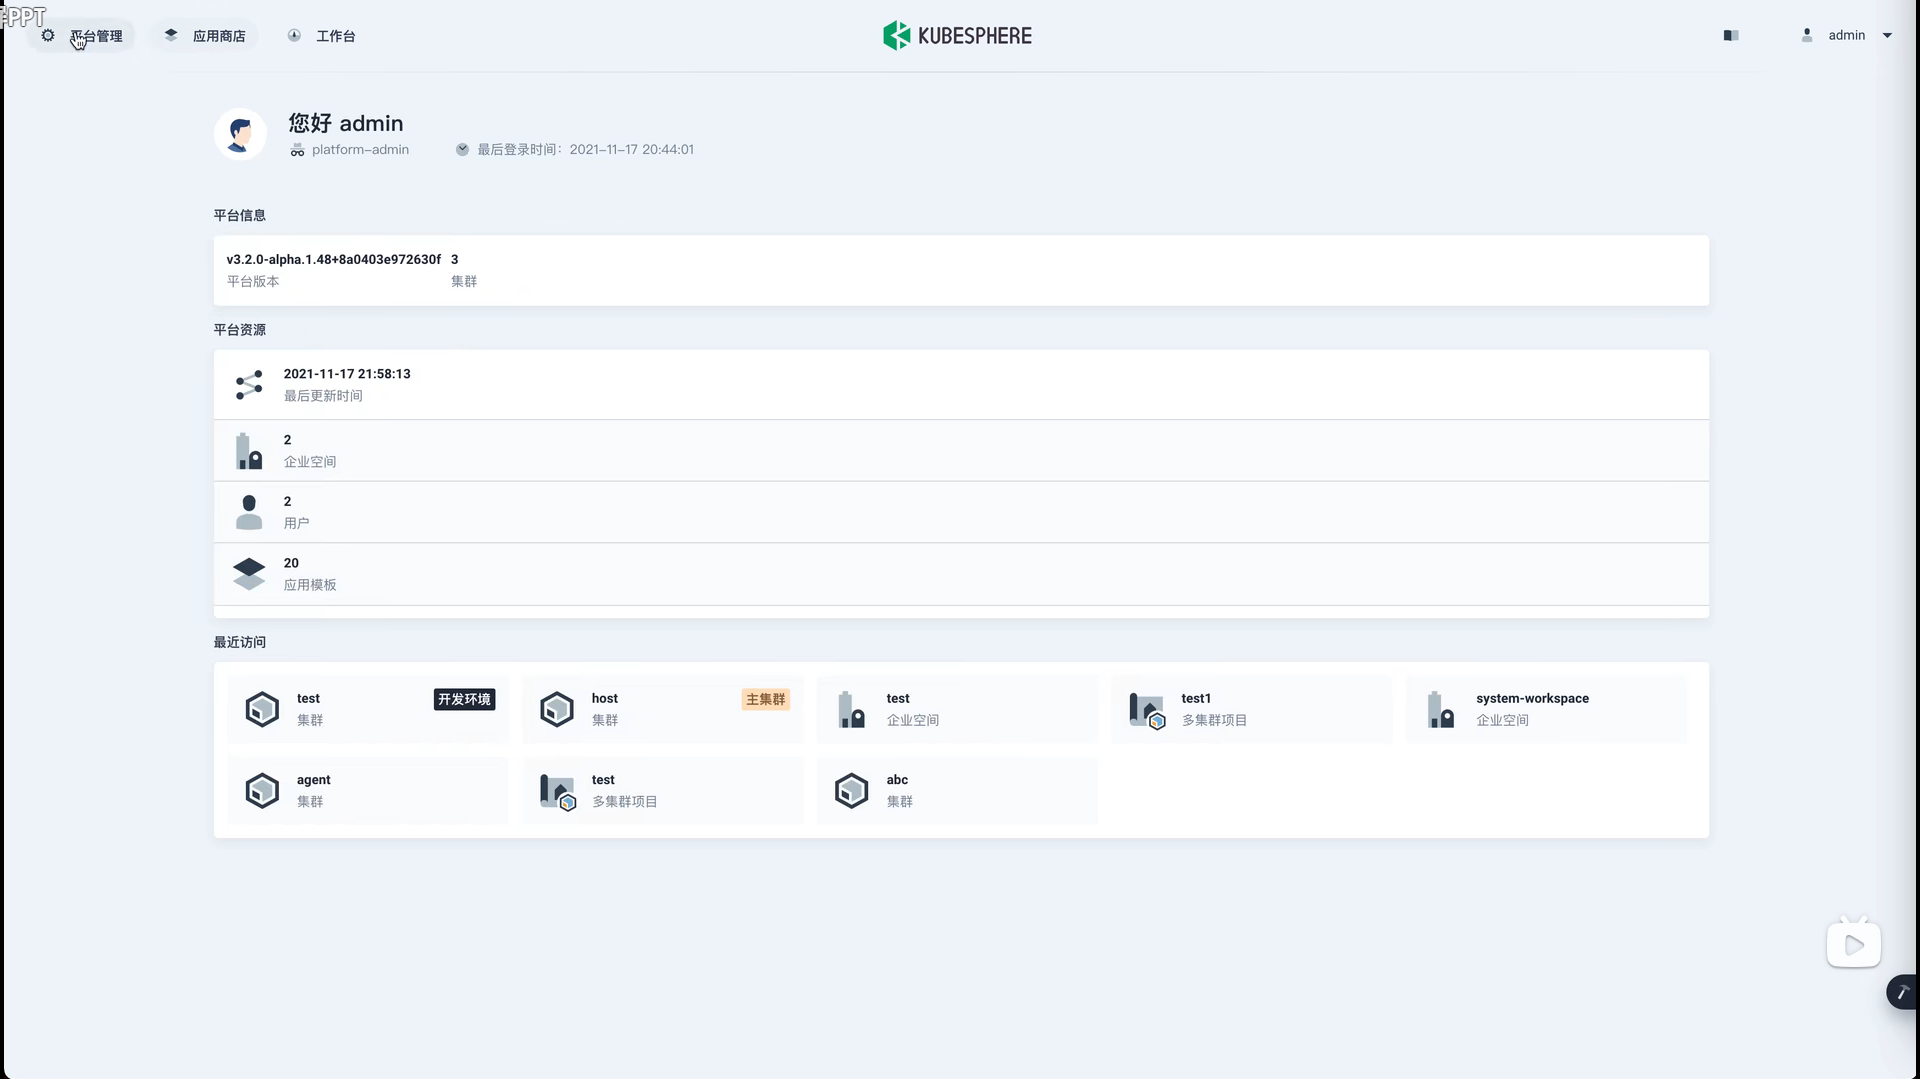 PPT
平台管理
应用商店
工作台
KUBESPHERE
admin
您好 admin
platform-admin
最后登录时间：2021-11-17 20:44:01
平台信息
v3.2.0-alpha.1.48+8a0403e972630f
平台版本
3
集群
平台资源
2021-11-17 21:58:13
最后更新时间
2
企业空间
2
用户
20
应用模板
最近访问
test
集群
开发环境
host
集群
主集群
test
企业空间
test1
多集群项目
system-workspace
企业空间
agent
集群
test
多集群项目
abc
集群